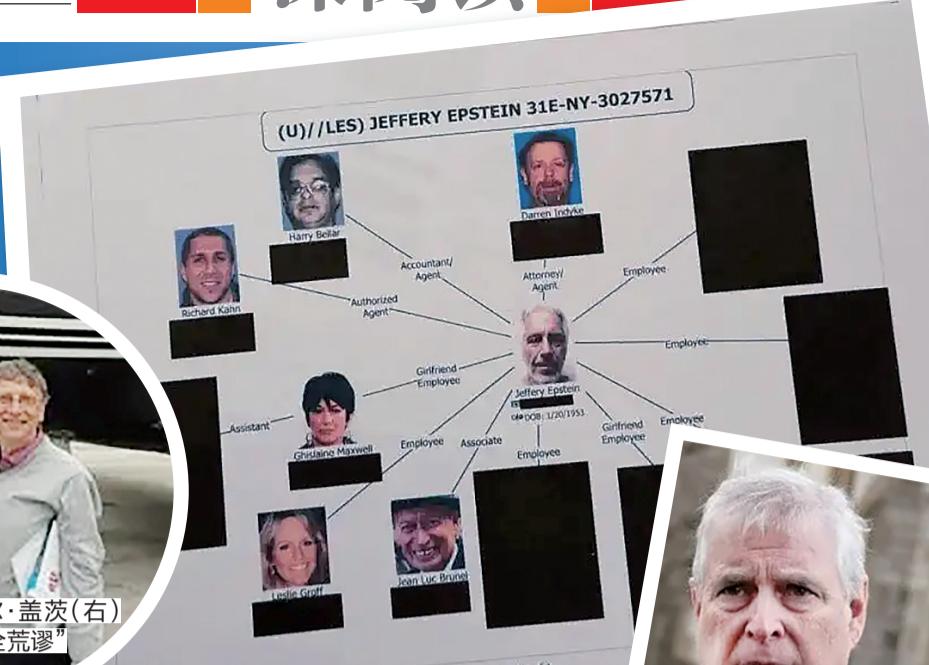 (U)//LES) JEFFERY EPSTEIN 31E-NY-3027571
Harry Bellar
Darren Indyke
Richard Kahn
Accountant/
Agent
Attorney/
Agent
Employee
Authorized
Agent
Girlfriend
Employee
Employee
Jeffery Epstein
DOB: 1/20/1953
Assistant
Ghislaine Maxwell
Employee
Associate
Employee
Girlfriend
Employee
Employee
Leslie Groff
Jean Luc Brunel
·盖茨(右)
全荒谬”